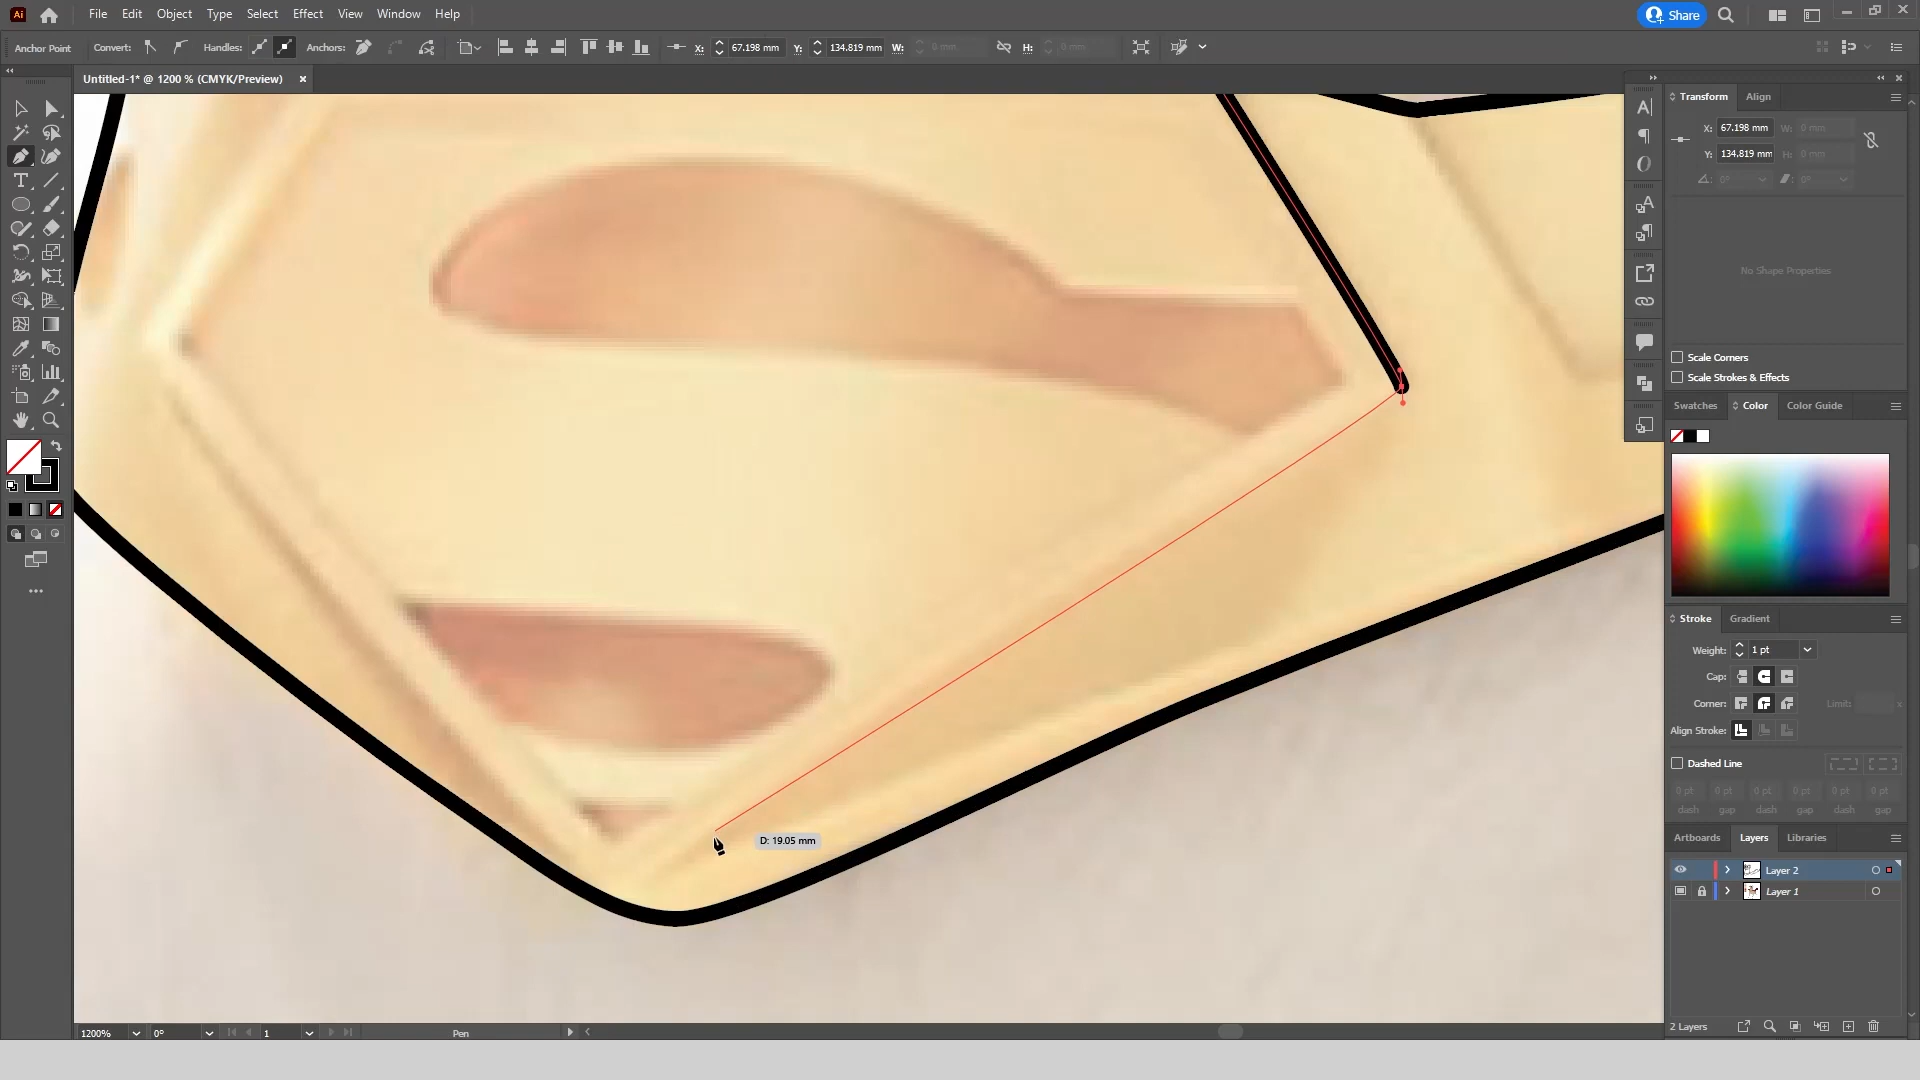 Ai File Edit Object Type Select Effect View Window Help Share
Anchor Point Convert: Handles: Anchors: X: 67.198 mm Y: 134.819 mm W: 0 mm H: 0 mm
Untitled-1* @ 1200 % (CMYK/Preview) ×
Transform Align
X: 67.198 mm W: 0 mm
Y: 134.819 mm H: 0 mm
0° 0°
No Shape Properties
Scale Corners
Scale Strokes & Effects
Swatches Color Color Guide
Stroke Gradient
Weight: 1 pt
Cap:
Corner: Limit: x
Align Stroke:
Dashed Line
0 pt 0 pt 0 pt 0 pt 0 pt 0 pt
dash gap dash gap dash gap
D: 19.05 mm
Artboards Layers Libraries
Layer 2
Layer 1
2 Layers
1200% 0° 1 Pen